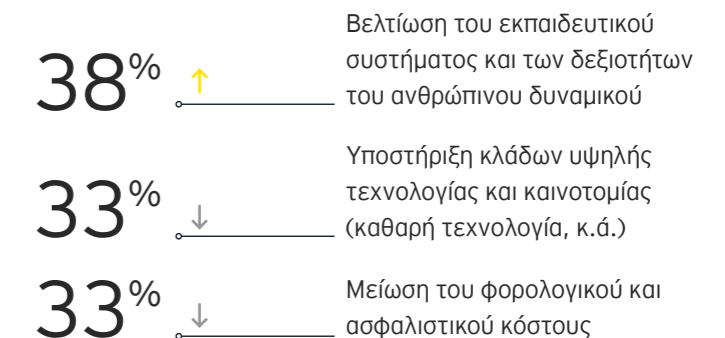 38% ↑
Βελτίωση του εκπαιδευτικού
συστήματος και των δεξιοτήτων
του ανθρώπινου δυναμικού
33% ↓
Υποστήριξη κλάδων υψηλής
τεχνολογίας και καινοτομίας
(καθαρή τεχνολογία, κ.ά.)
33% ↓
Μείωση του φορολογικού και
ασφαλιστικού κόστους